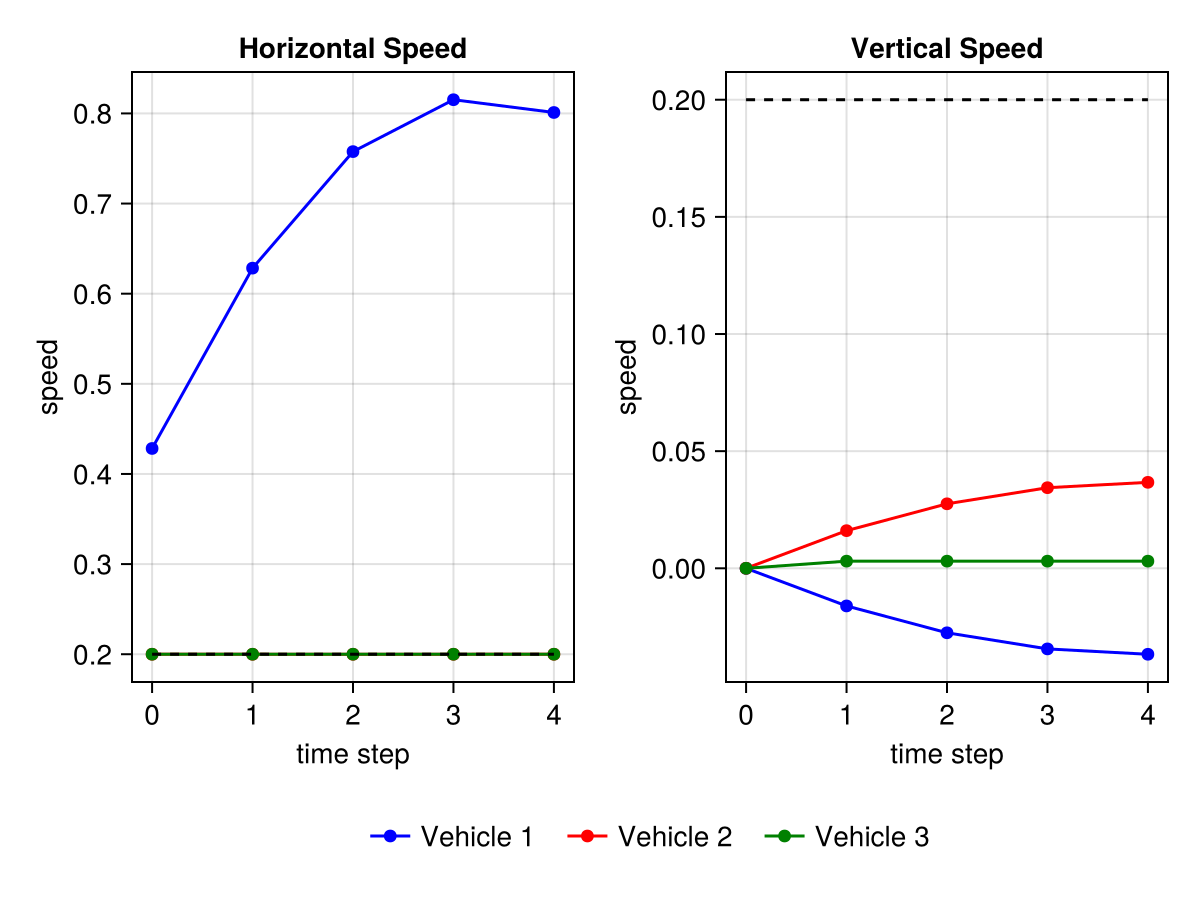 Horizontal Speed
Vertical Speed
speed
0.8
0.7
0.6
0.5
0.4
0.3
0.2
0 1 2 3 4
time step
speed
0.20
0.15
0.10
0.05
0.00
0 1 2 3 4
time step
Vehicle 1 Vehicle 2 Vehicle 3